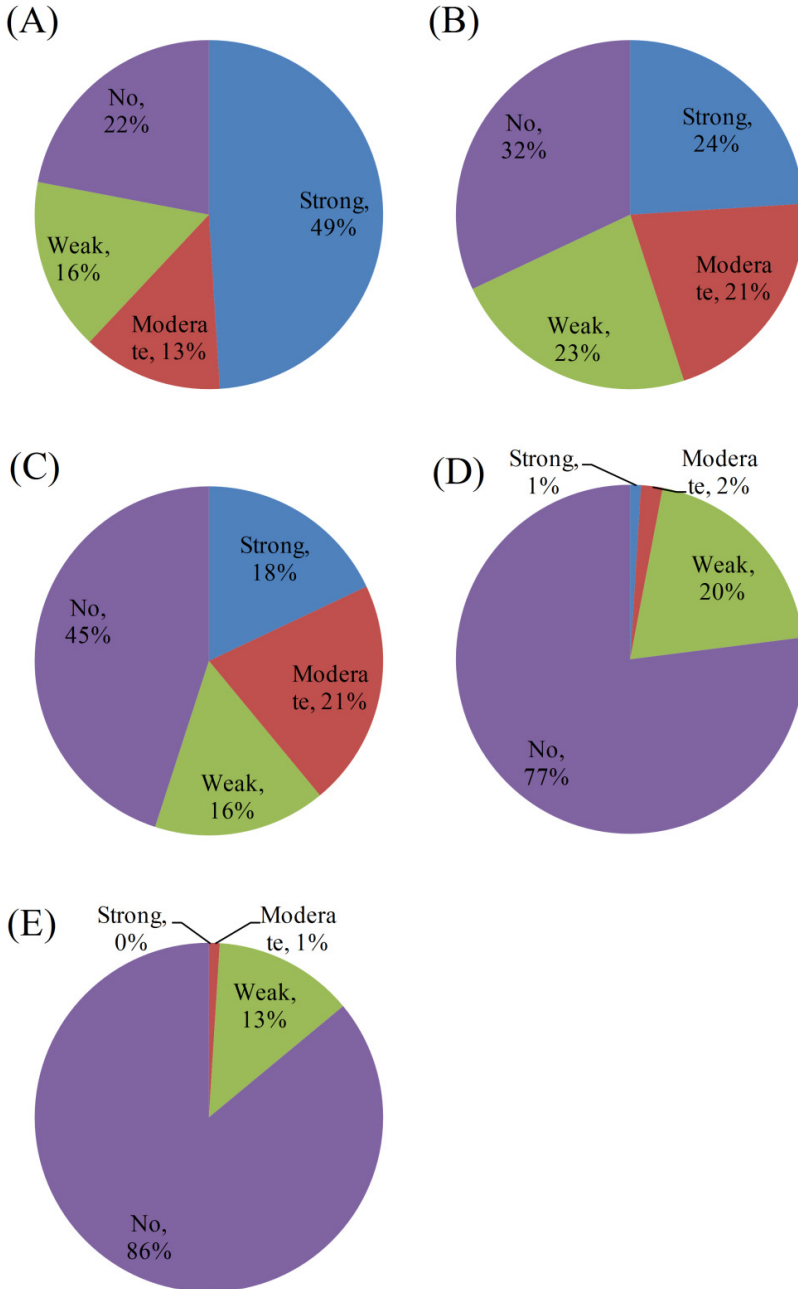 (A)
No,
22%
Strong,
49%
Weak,
16%
Modera
te, 13%
(B)
Strong,
24%
No,
32%
Modera
te, 21%
Weak,
23%
(C)
Strong,
18%
No,
45%
Modera
te, 21%
Weak,
16%
(D)
Strong,
1%
Modera
te, 2%
Weak,
20%
No,
77%
(E)
Strong,
0%
Modera
te, 1%
Weak,
13%
No,
86%